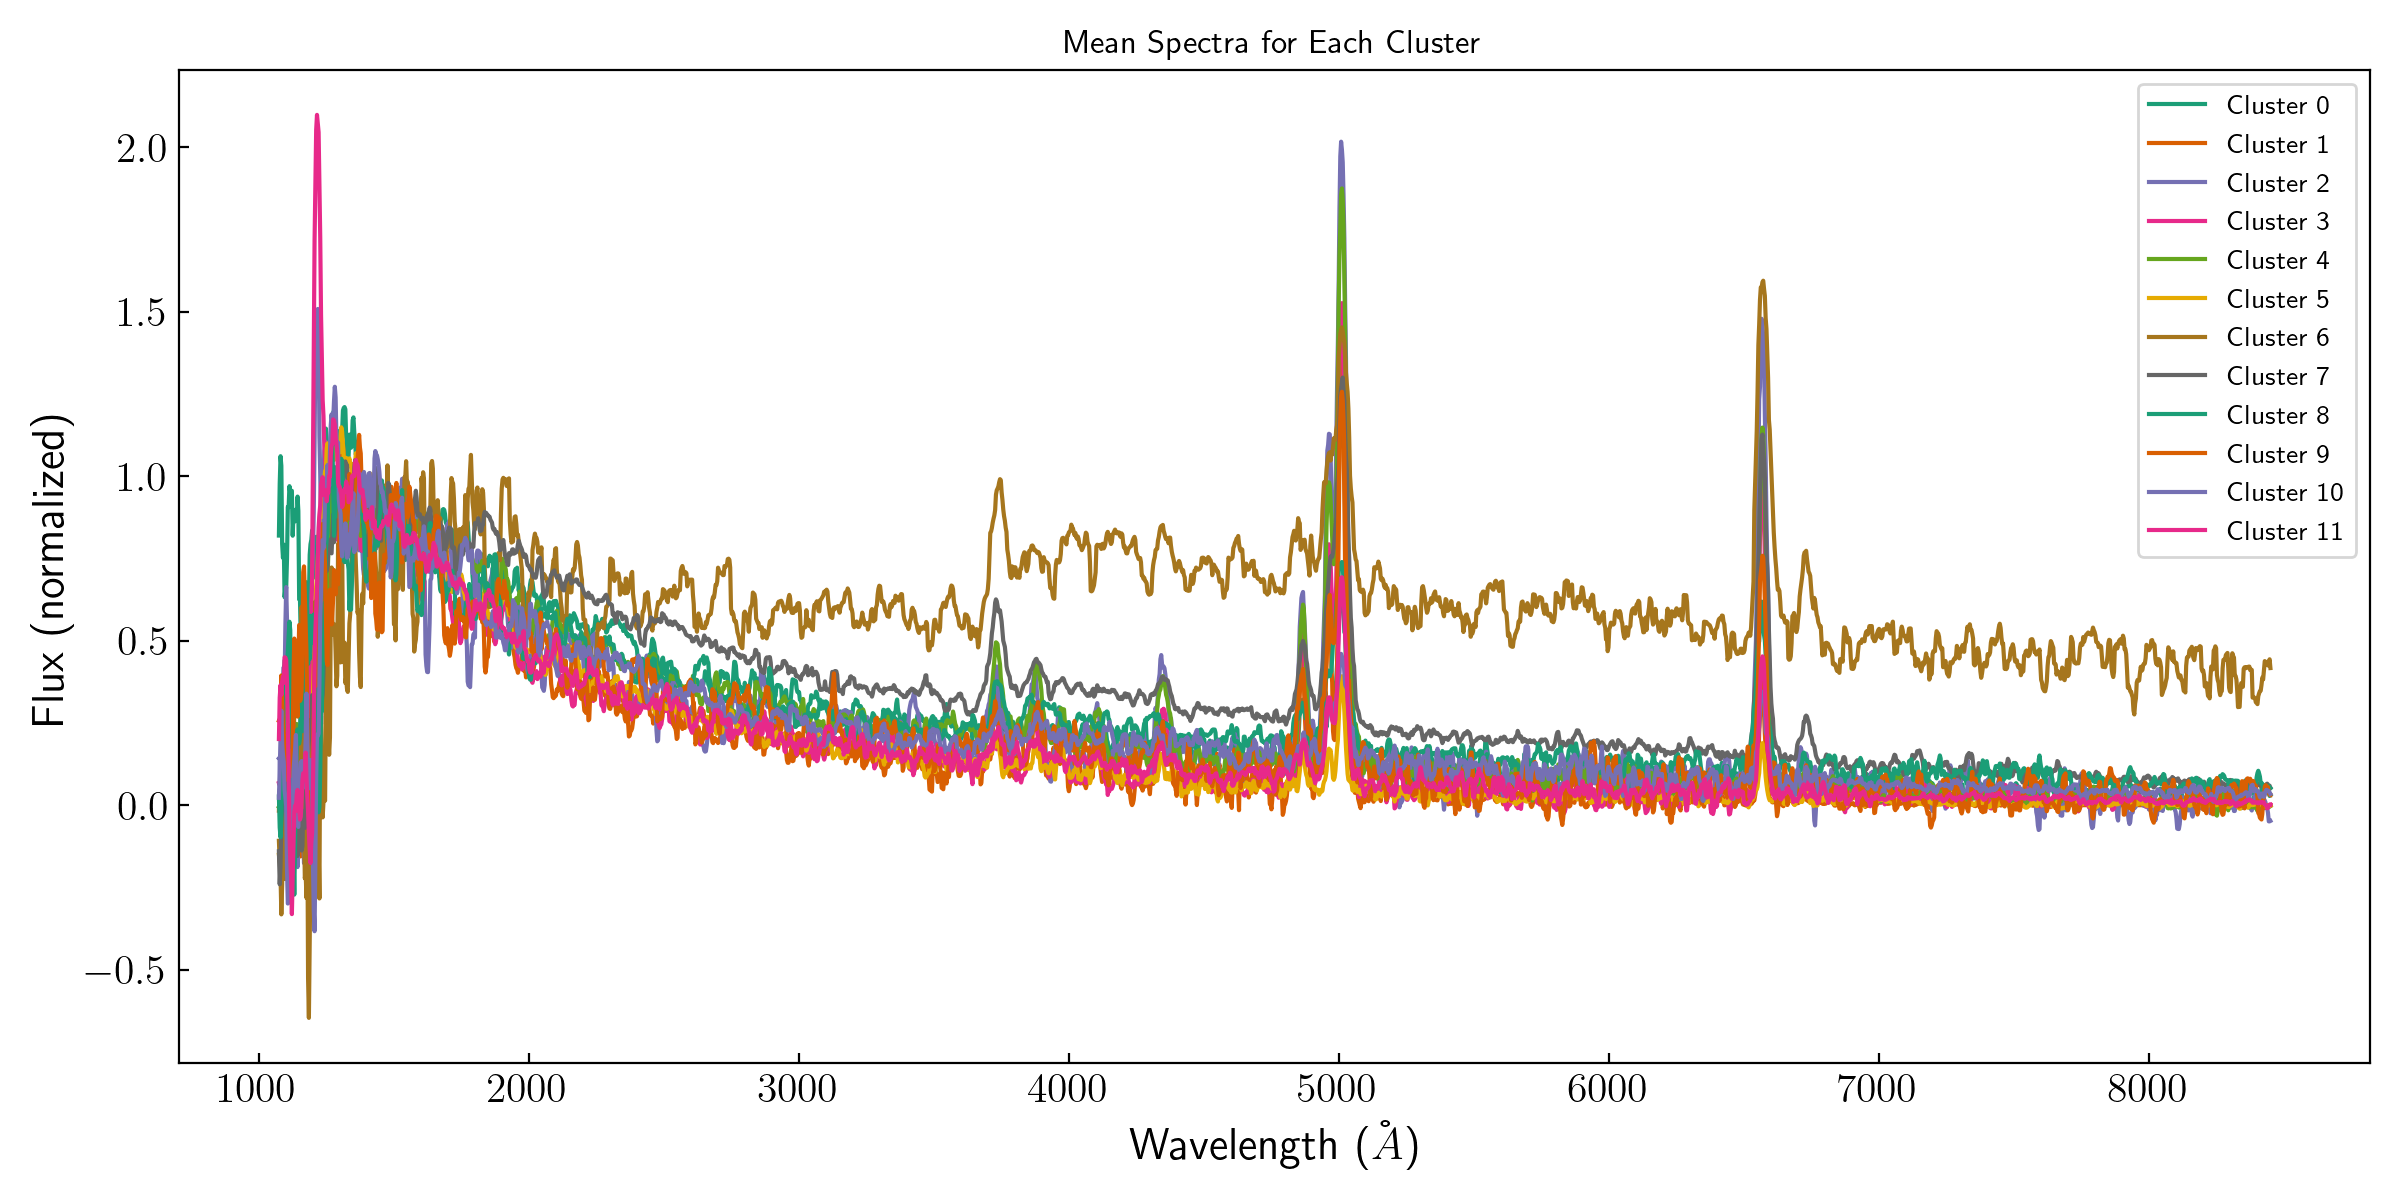 Mean Spectra for Each Cluster
Flux (normalized)
2.0
1.5
1.0
0.5
0.0
−0.5
1000 2000 3000 4000 5000 6000 7000 8000
Wavelength (Å)
Cluster 0
Cluster 1
Cluster 2
Cluster 3
Cluster 4
Cluster 5
Cluster 6
Cluster 7
Cluster 8
Cluster 9
Cluster 10
Cluster 11